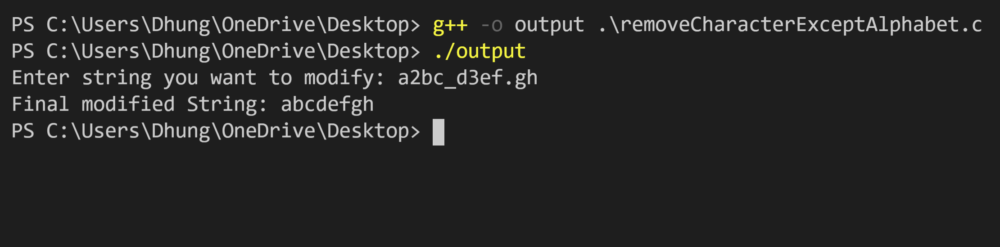 PS C:\Users\Dhung\OneDrive\Desktop> g++ -o output .\removeCharacterExceptAlphabet.c
PS C:\Users\Dhung\OneDrive\Desktop> ./output
Enter string you want to modify: a2bc_d3ef.gh
Final modified String: abcdefgh
PS C:\Users\Dhung\OneDrive\Desktop>